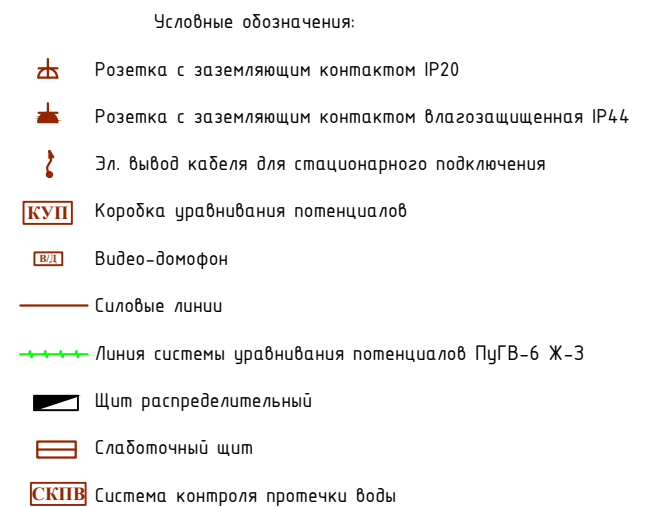 Условные обозначения:
Розетка с заземляющим контактом IP20
Розетка с заземляющим контактом влагозащищенная IP44
Эл. вывод кабеля для стационарного подключения
КУП Коробка уравнивания потенциалов
В/Д Видео-домофон
Силовые линии
Линия системы уравнивания потенциалов ПуГВ-6 Ж-З
Щит распределительный
Слаботочный щит
СКПВ Система контроля протечки воды